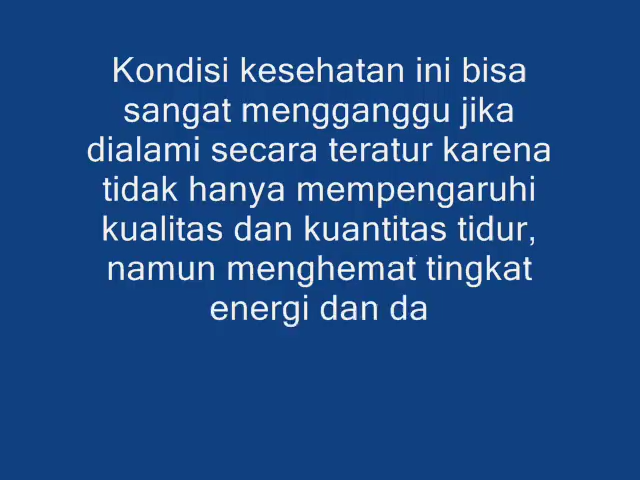 Kondisi kesehatan ini bisa
sangat mengganggu jika
dialami secara teratur karena
tidak hanya mempengaruhi
kualitas dan kuantitas tidur,
namun menghemat tingkat
energi dan da